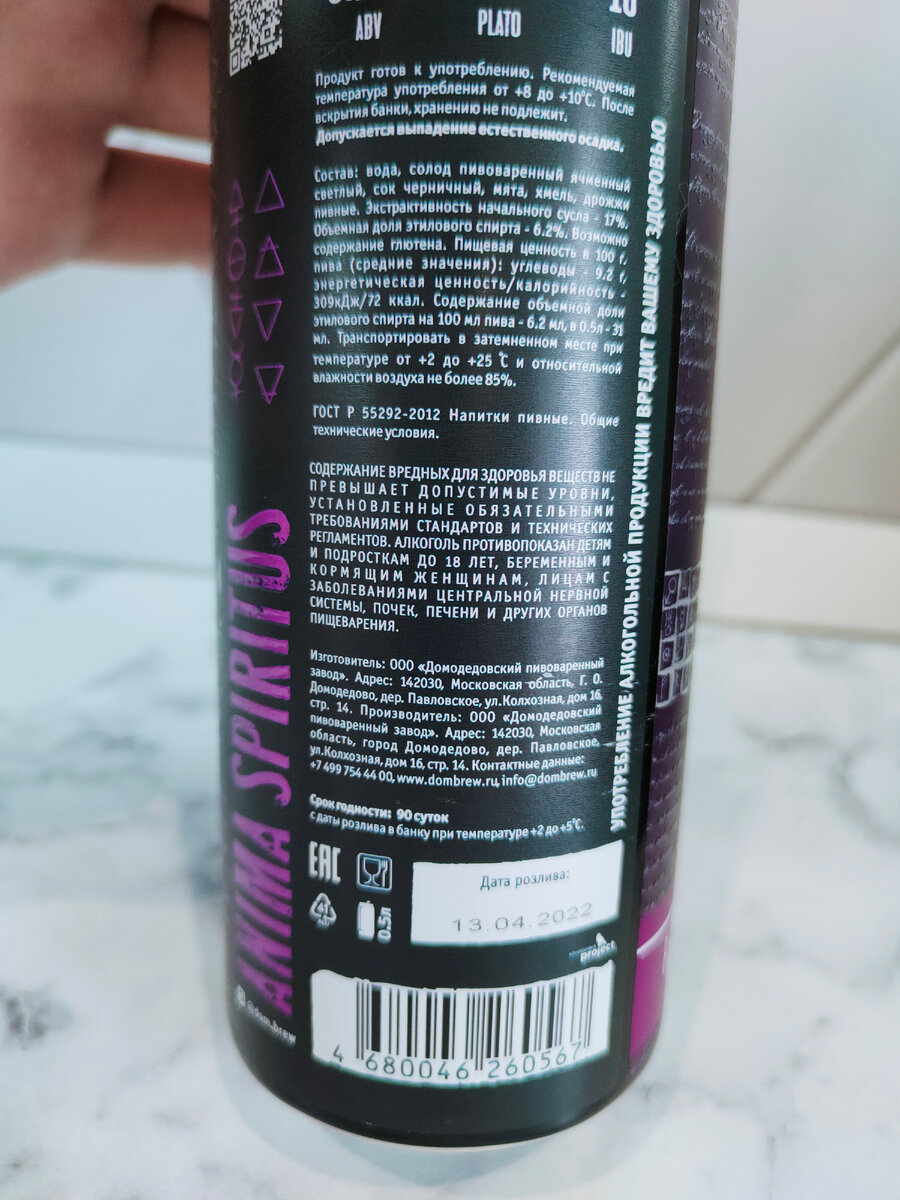 ABV
PLATO
IBU
Продукт готов к употреблению. Рекомендуемая
температура употребления от +8 до +10°С. После
вскрытия банки, хранению не подлежит.
Допускается выпадение естественного осадка.
Состав: вода, солод пивоваренный ячменный
светлый, сок черничный, мята, хмель, дрожжи
пивные. Экстрактивность начального сусла - 17%.
Объемная доля этилового спирта - 6.2%. Возможно
содержание глютена. Пищевая ценность в 100 г.
пива (средние значения): углеводы - 9.2 г,
энергетическая ценность/калорийность -
309кДж/72 ккал. Содержание объемной доли
этилового спирта на 100 мл пива - 6.2 мл, в 0.5л - 31
мл. Транспортировать в затемненном месте при
температуре от +2 до +25 °С и относительной
влажности воздуха не более 85%.
ГОСТ Р 55292-2012 Напитки пивные. Общие
технические условия.
СОДЕРЖАНИЕ ВРЕДНЫХ ДЛЯ ЗДОРОВЬЯ ВЕЩЕСТВ НЕ
ПРЕВЫШАЕТ ДОПУСТИМЫЕ УРОВНИ,
УСТАНОВЛЕННЫЕ ОБЯЗАТЕЛЬНЫМИ
ТРЕБОВАНИЯМИ СТАНДАРТОВ И ТЕХНИЧЕСКИХ
РЕГЛАМЕНТОВ. АЛКОГОЛЬ ПРОТИВОПОКАЗАН ДЕТЯМ
И ПОДРОСТКАМ ДО 18 ЛЕТ, БЕРЕМЕННЫМ И
КОРМЯЩИМ ЖЕНЩИНАМ, ЛИЦАМ С
ЗАБОЛЕВАНИЯМИ ЦЕНТРАЛЬНОЙ НЕРВНОЙ
СИСТЕМЫ, ПОЧЕК, ПЕЧЕНИ И ДРУГИХ ОРГАНОВ
ПИЩЕВАРЕНИЯ.
Изготовитель: ООО «Домодедовский пивоваренный
завод». Адрес: 142030, Московская область, Г. О.
Домодедово, дер. Павловское, ул.Колхозная, дом 16,
стр. 14. Производитель: ООО «Домодедовский
пивоваренный завод». Адрес: 142030, Московская
область, город Домодедово, дер. Павловское,
ул.Колхозная, дом 16, стр. 14. Контактные данные:
+7 499 754 44 00, www.dombrew.ru, info@dombrew.ru
Срок годности: 90 суток
с даты розлива в банку при температуре +2 до +5°С.
EAC
41
0.5л
Дата розлива:
13.04.2022
project
4 680046 260567
ANIMA SPIRITUS
@dom.brew
УПОТРЕБЛЕНИЕ АЛКОГОЛЬНОЙ ПРОДУКЦИИ ВРЕДИТ ВАШЕМУ ЗДОРОВЬЮ